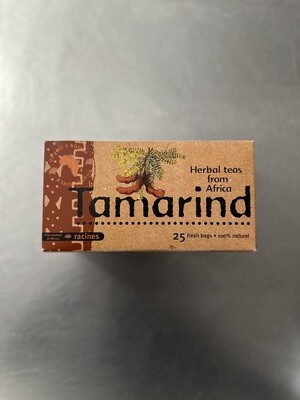 Herbal teas
from
Africa
Tamarind
racines
25 fresh bags • 100% natural